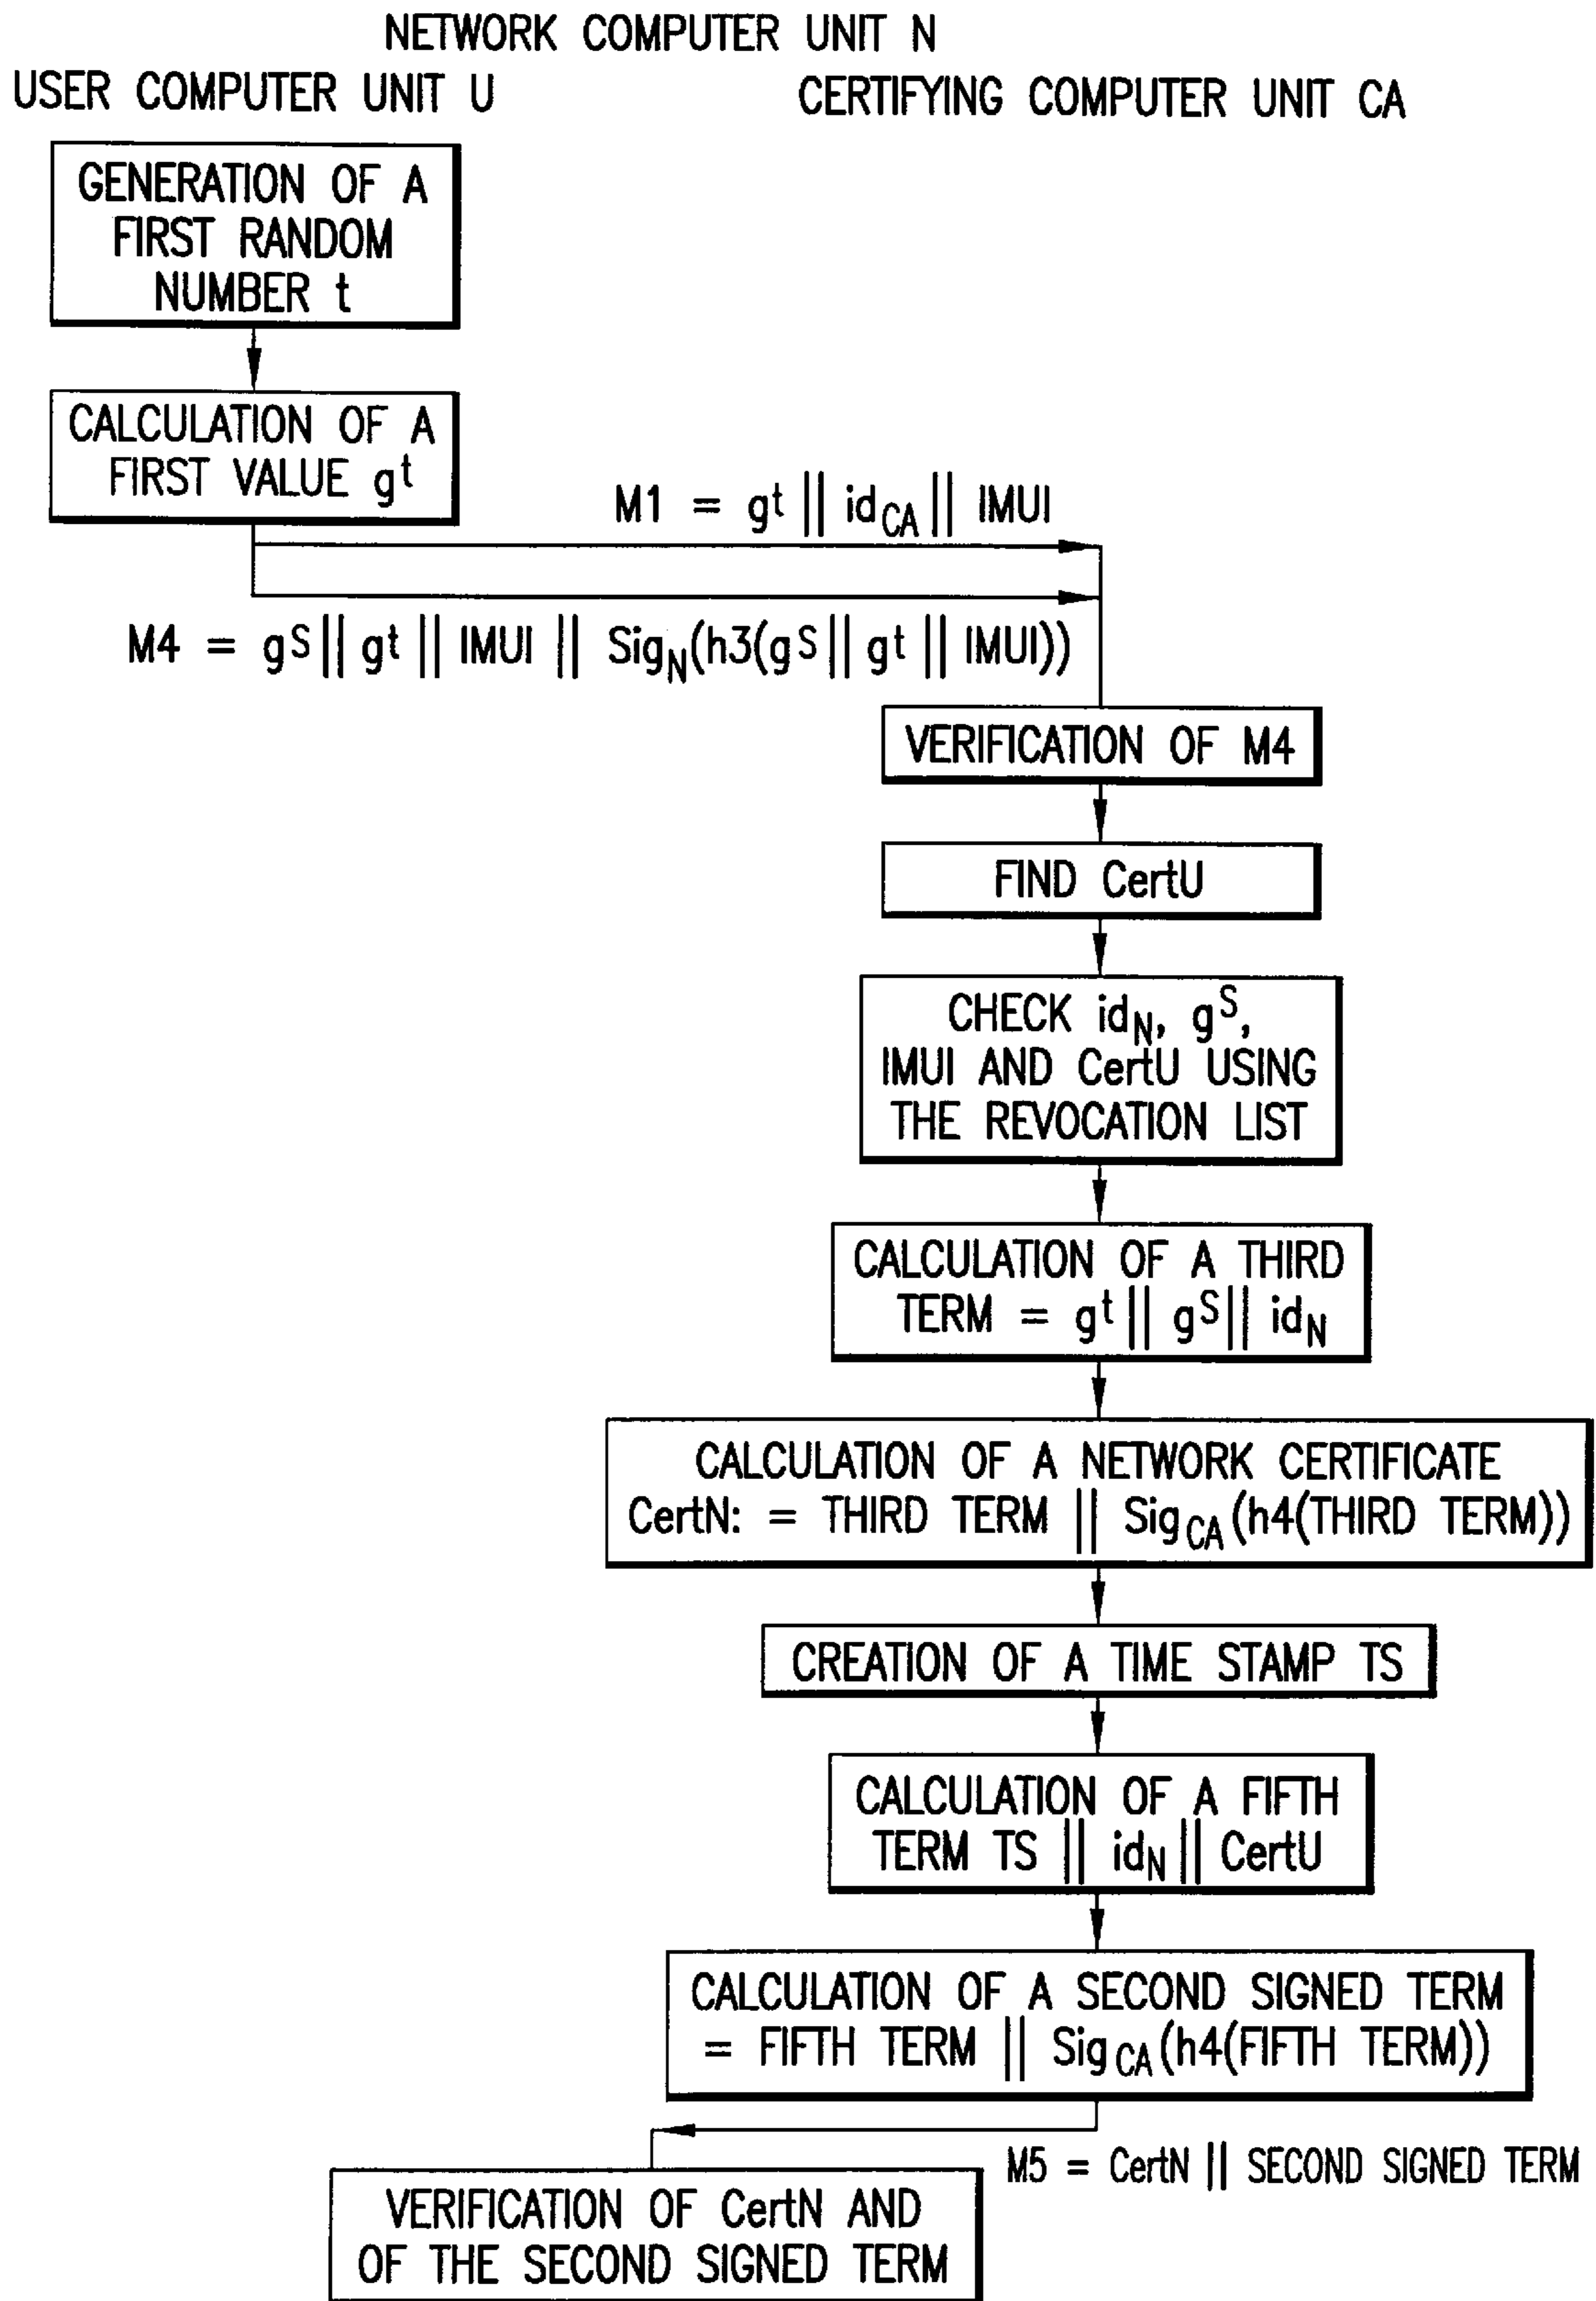 NETWORK COMPUTER UNIT N
USER COMPUTER UNIT U
CERTIFYING COMPUTER UNIT CA
GENERATION OF A
FIRST RANDOM
NUMBER t
CALCULATION OF A
FIRST VALUE g^t
M1 = g^t || id_CA || IMUI
M4 = g^S || g^t || IMUI || Sig_N(h3(g^S || g^t || IMUI))
VERIFICATION OF M4
FIND CertU
CHECK id_N, g^S,
IMUI AND CertU USING
THE REVOCATION LIST
CALCULATION OF A THIRD
TERM = g^t || g^S || id_N
CALCULATION OF A NETWORK CERTIFICATE
CertN: = THIRD TERM || Sig_CA(h4(THIRD TERM))
CREATION OF A TIME STAMP TS
CALCULATION OF A FIFTH
TERM TS || id_N || CertU
CALCULATION OF A SECOND SIGNED TERM
= FIFTH TERM || Sig_CA(h4(FIFTH TERM))
M5 = CertN || SECOND SIGNED TERM
VERIFICATION OF CertN AND
OF THE SECOND SIGNED TERM